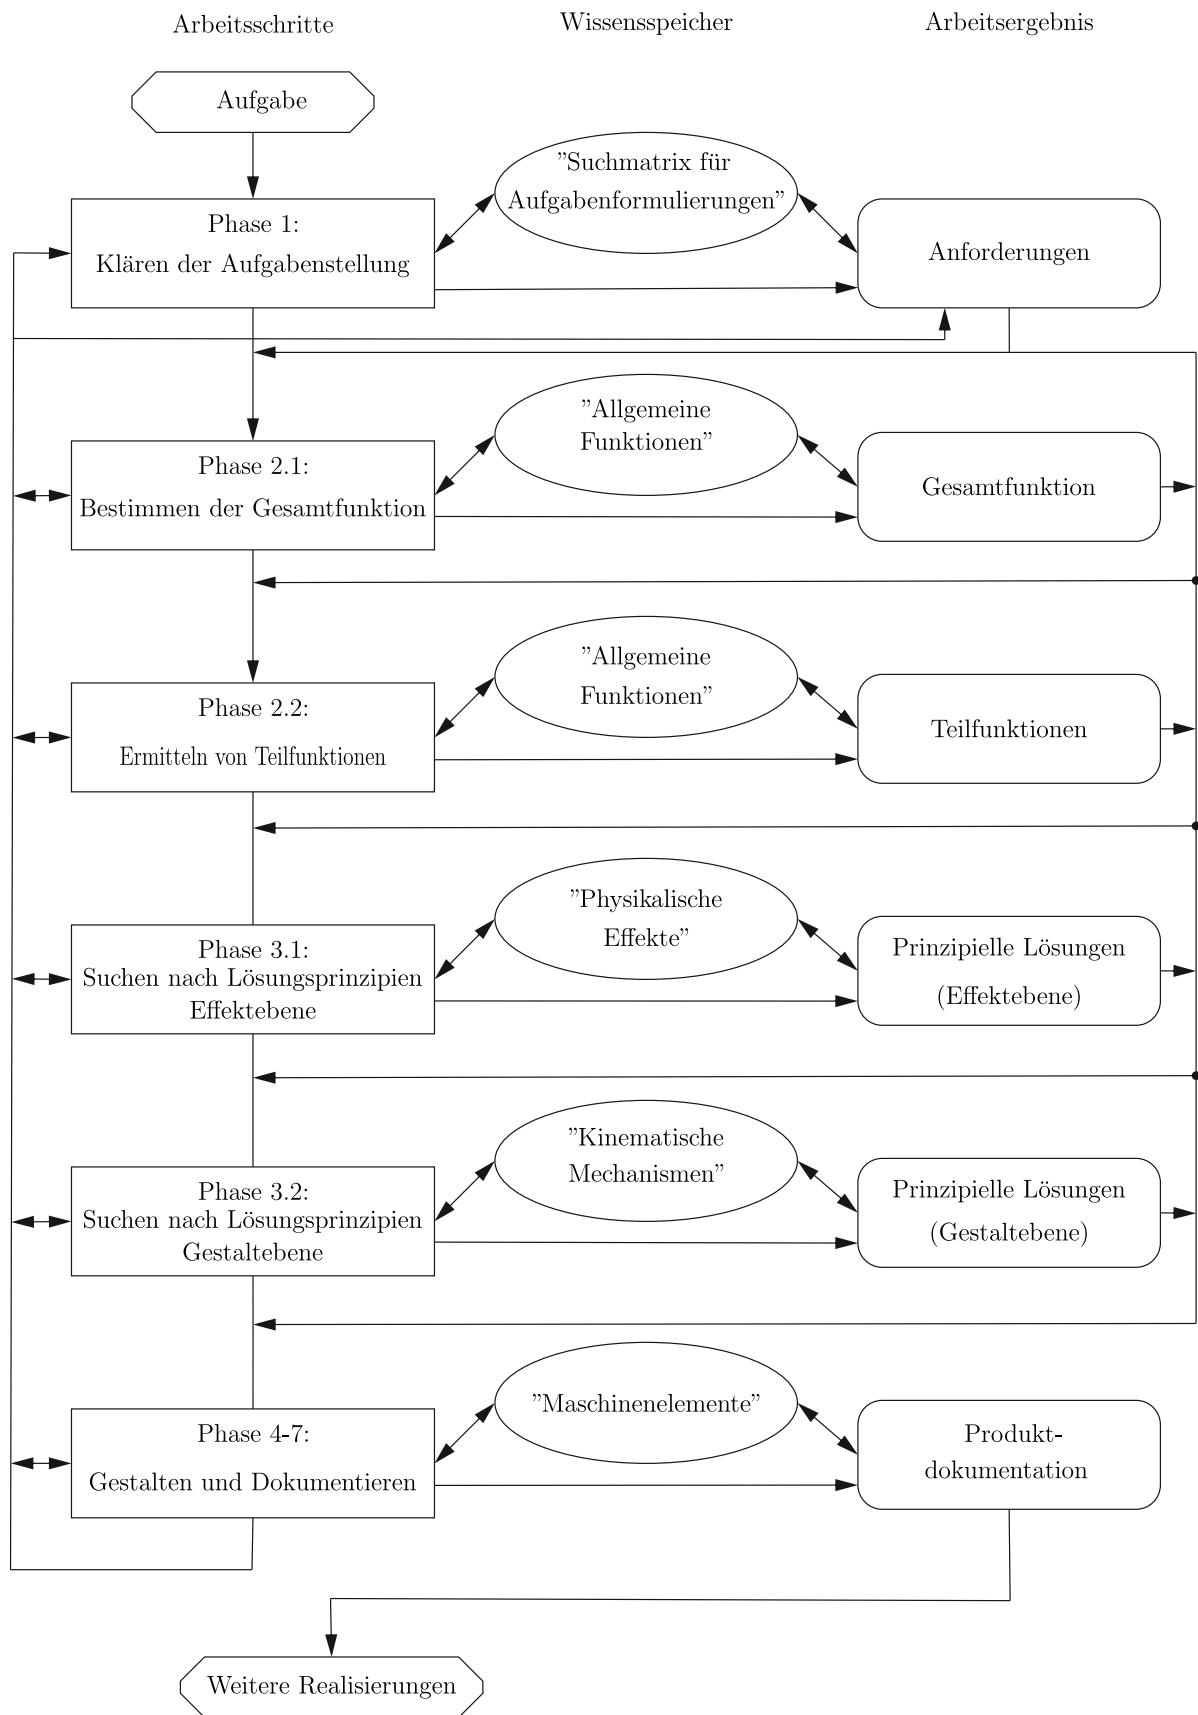 Arbeitsschritte
Wissensspeicher
Arbeitsergebnis
Aufgabe
Phase 1:
Klären der Aufgabenstellung
”Suchmatrix für
Aufgabenformulierungen”
Anforderungen
Phase 2.1:
Bestimmen der Gesamtfunktion
”Allgemeine
Funktionen”
Gesamtfunktion
Phase 2.2:
Ermitteln von Teilfunktionen
”Allgemeine
Funktionen”
Teilfunktionen
Phase 3.1:
Suchen nach Lösungsprinzipien
Effektebene
”Physikalische
Effekte”
Prinzipielle Lösungen
(Effektebene)
Phase 3.2:
Suchen nach Lösungsprinzipien
Gestaltebene
”Kinematische
Mechanismen”
Prinzipielle Lösungen
(Gestaltebene)
Phase 4-7:
Gestalten und Dokumentieren
”Maschinenelemente”
Produkt-
dokumentation
Weitere Realisierungen